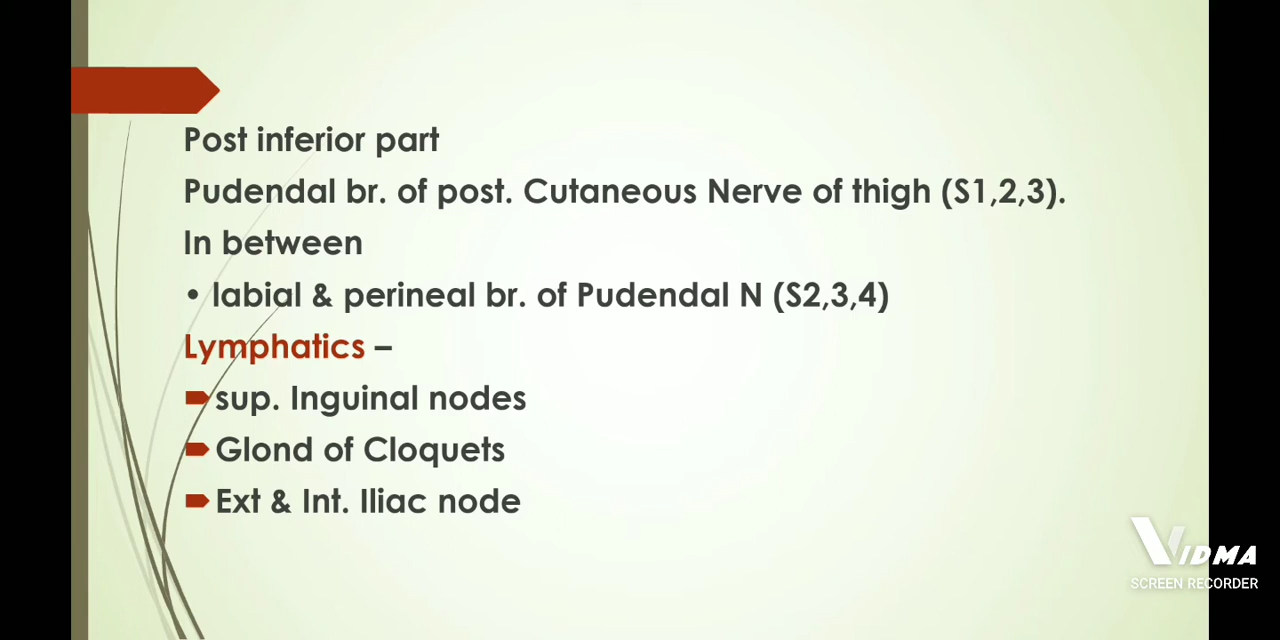 Post inferior part
Pudendal br. of post. Cutaneous Nerve of thigh (S1,2,3).
In between
• labial & perineal br. of Pudendal N (S2,3,4)
Lymphatics –
sup. Inguinal nodes
Glond of Cloquets
Ext & Int. Iliac node
VIDMA
SCREEN RECORDER